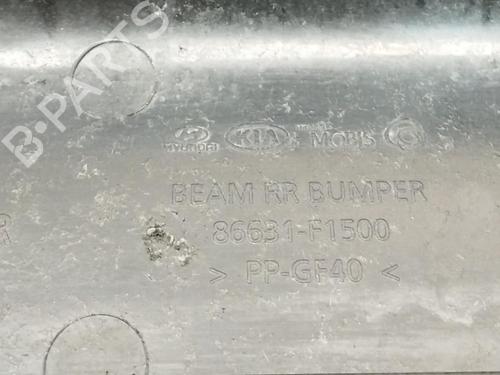 B-PARTS
HYUNDAI KIA MOBIS
BEAM RR BUMPER
86631-F1500
> PP-GF40 <
R